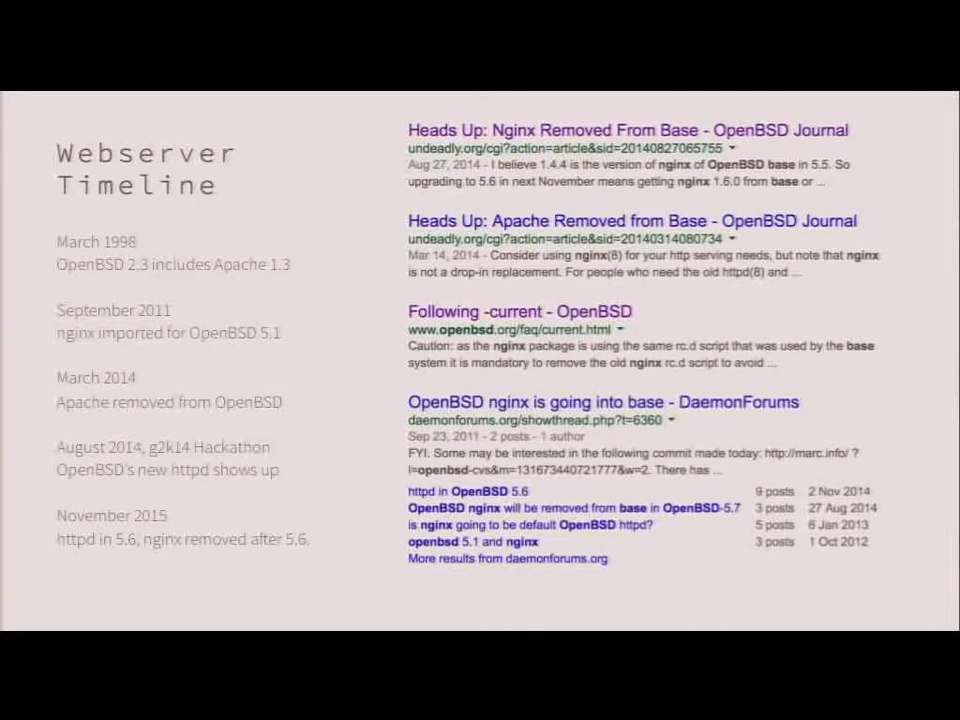 Webserver
Timeline
March 1998
OpenBSD 2.3 includes Apache 1.3
September 2011
nginx imported for OpenBSD 5.1
March 2014
Apache removed from OpenBSD
August 2014, g2k14 Hackathon
OpenBSD's new httpd shows up
November 2015
httpd in 5.6, nginx removed after 5.6.
Heads Up: Nginx Removed From Base - OpenBSD Journal
undeadly.org/cgi?action=article&sid=20140827065755
Aug 27, 2014 - I believe 1.4.4 is the version of nginx of OpenBSD base in 5.5. So
upgrading to 5.6 in next November means getting nginx 1.6.0 from base or ...
Heads Up: Apache Removed from Base - OpenBSD Journal
undeadly.org/cgi?action=article&sid=20140314080734
Mar 14, 2014 - Consider using nginx(8) for your http serving needs, but note that nginx
is not a drop-in replacement. For people who need the old httpd(8) and ...
Following -current - OpenBSD
www.openbsd.org/faq/current.html
Caution: as the nginx package is using the same rc.d script that was used by the base
system it is mandatory to remove the old nginx rc.d script to avoid ...
OpenBSD nginx is going into base - DaemonForums
daemonforums.org/showthread.php?t=6360
Sep 23, 2011 - 2 posts - 1 author
FYI. Some may be interested in the following commit made today: http://marc.info/ ?
l=openbsd-cvs&m=131673440721777&w=2. There has ...
httpd in OpenBSD 5.6 9 posts 2 Nov 2014
OpenBSD nginx will be removed from base in OpenBSD-5.7 3 posts 27 Aug 2014
is nginx going to be default OpenBSD httpd? 5 posts 6 Jan 2013
openbsd 5.1 and nginx 3 posts 1 Oct 2012
More results from daemonforums.org